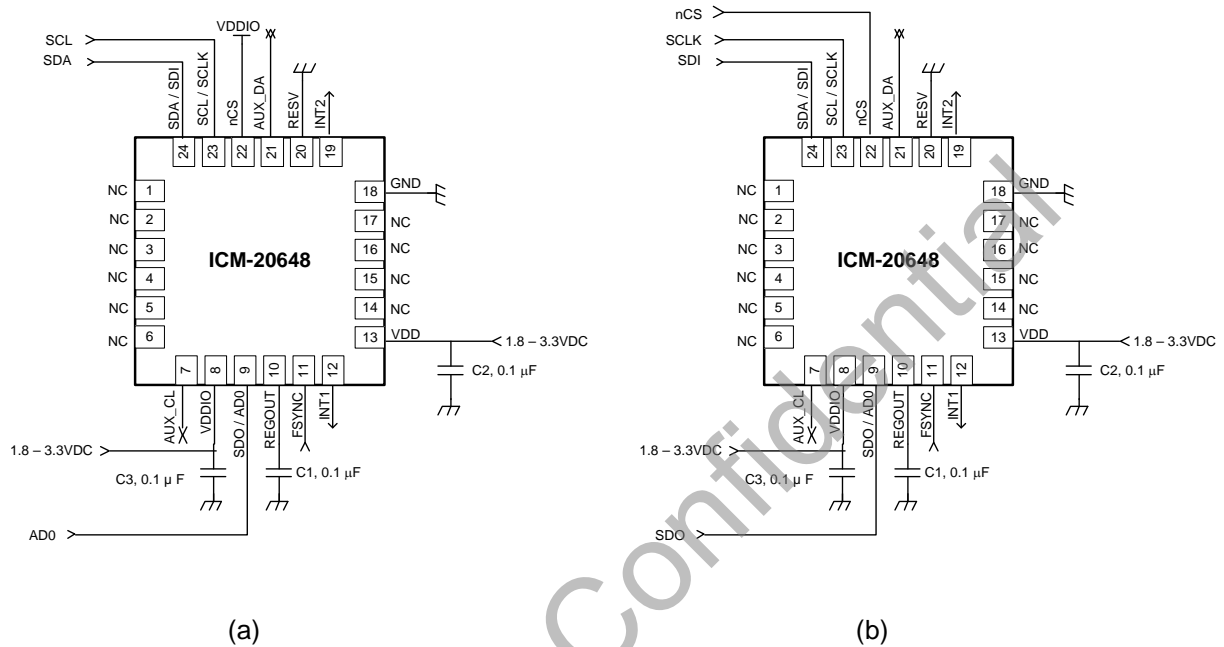 VDDIO
SCL
SDA
SDA / SDI
SCL / SCLK
nCS
AUX_DA
RESV
INT2
24
23
22
21
20
19
NC 1
NC 2
NC 3
NC 4
NC 5
NC 6
ICM-20648
18 GND
17 NC
16 NC
15 NC
14 NC
13 VDD
1.8 – 3.3VDC
C2, 0.1 μF
7
8
9
10
11
12
AUX_CL
VDDIO
SDO / AD0
REGOUT
FSYNC
INT1
1.8 – 3.3VDC
C3, 0.1 μ F
C1, 0.1 μF
AD0
(a)
nCS
SCLK
SDI
SDA / SDI
SCL / SCLK
nCS
AUX_DA
RESV
INT2
24
23
22
21
20
19
NC 1
NC 2
NC 3
NC 4
NC 5
NC 6
ICM-20648
18 GND
17 NC
16 NC
15 NC
14 NC
13 VDD
1.8 – 3.3VDC
C2, 0.1 μF
7
8
9
10
11
12
AUX_CL
VDDIO
SDO / AD0
REGOUT
FSYNC
INT1
1.8 – 3.3VDC
C3, 0.1 μ F
C1, 0.1 μF
SDO
(b)
Confidential